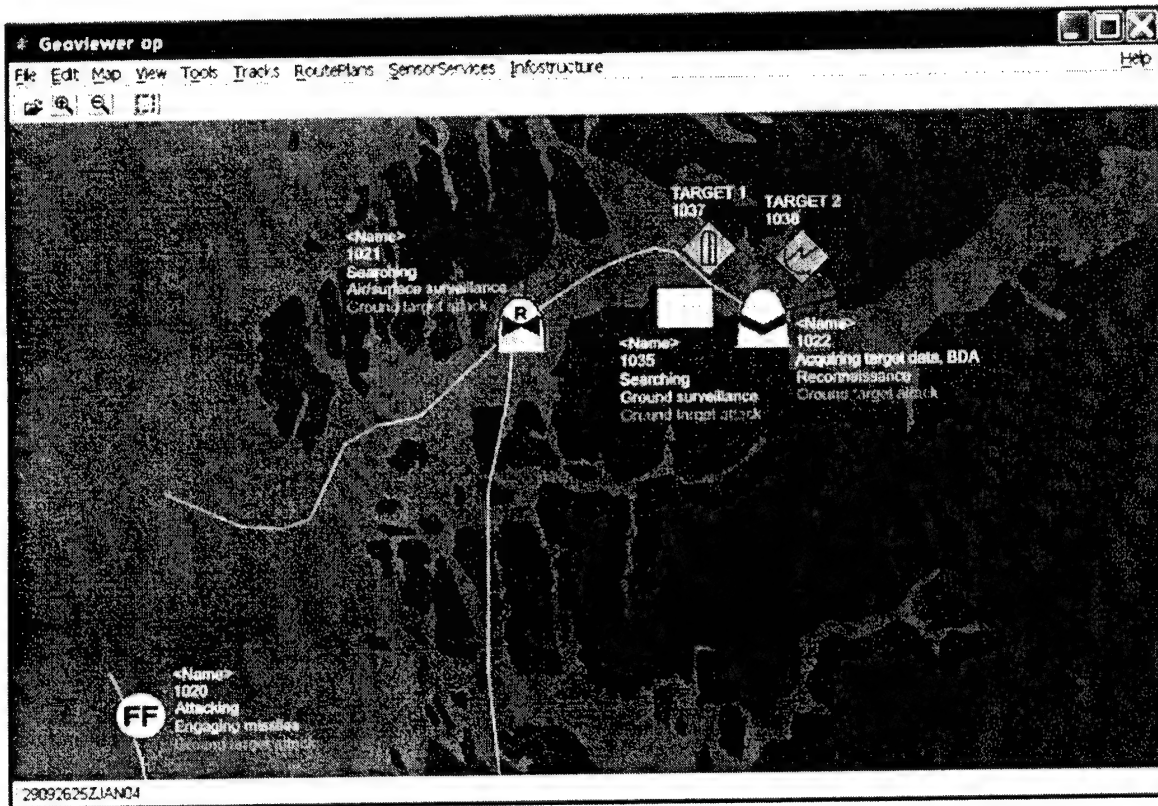 Geoviewer op
File Edit Map View Tools Tracks RoutePlans SensorServices Infostructure Help
TARGET 1
1037
TARGET 2
1038
<Name>
1021
Searching
Air/surface surveillance
Ground target attack
R
<Name>
1035
Searching
Ground surveillance
Ground target attack
<Name>
1022
Acquiring target data, BDA
Reconnaissance
Ground target attack
<Name>
1020
Attacking
Engaging missiles
Ground target attack
FF
29092625ZJAN04